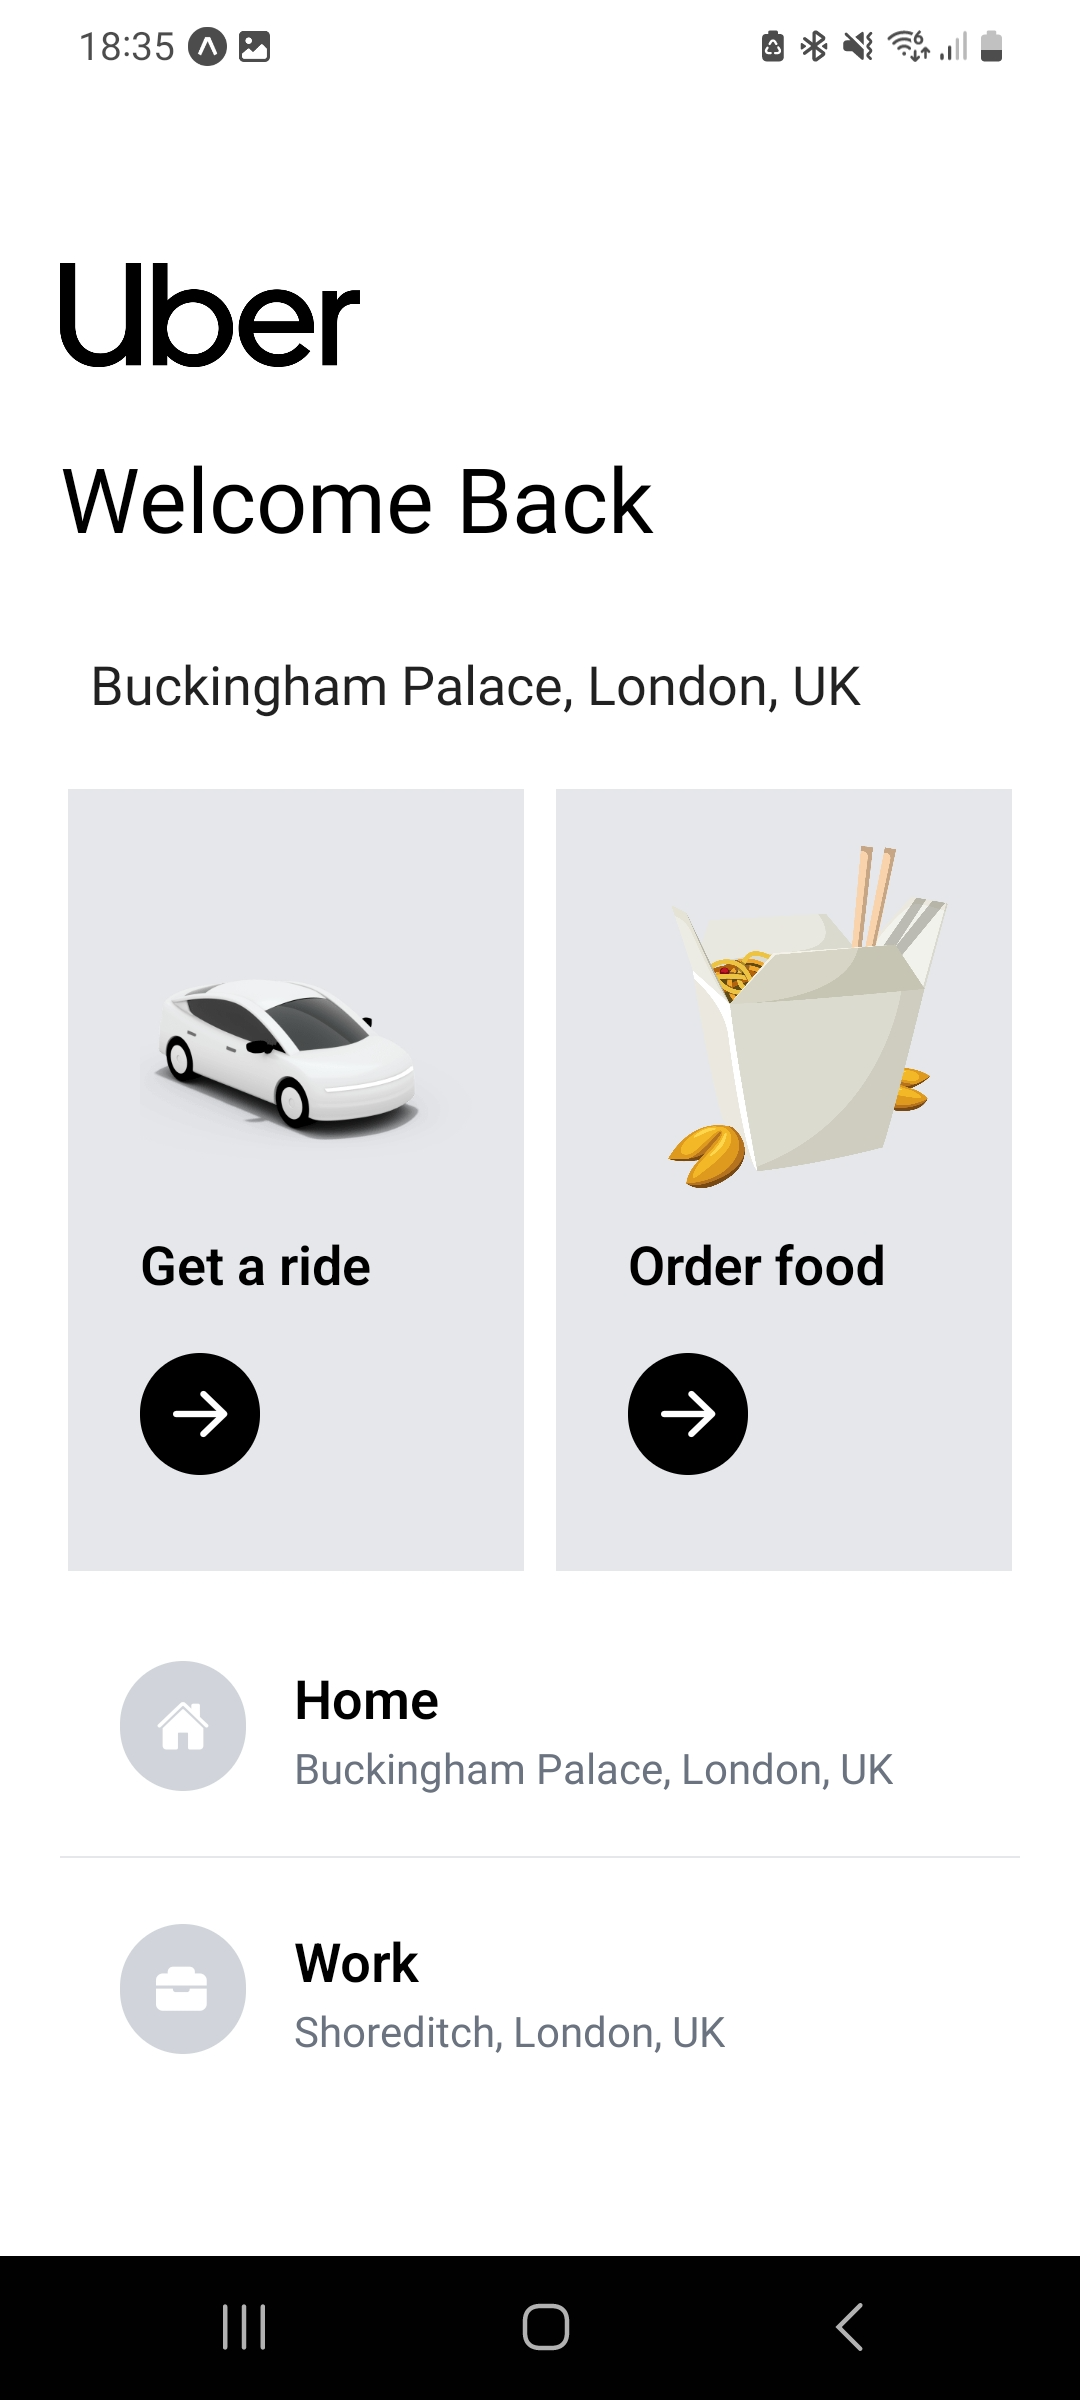 18:35
Uber
Welcome Back
Buckingham Palace, London, UK
Get a ride
Order food
Home
Buckingham Palace, London, UK
Work
Shoreditch, London, UK